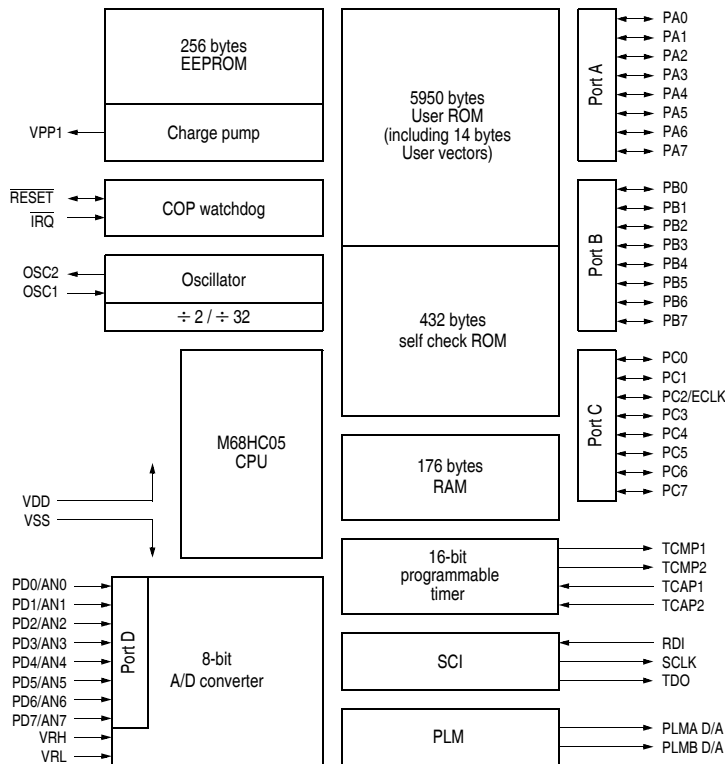 256 bytes
EEPROM
Charge pump
VPP1
RESET
IRQ
COP watchdog
OSC2
OSC1
Oscillator
÷ 2 / ÷ 32
M68HC05
CPU
VDD
VSS
PD0/AN0
PD1/AN1
PD2/AN2
PD3/AN3
PD4/AN4
PD5/AN5
PD6/AN6
PD7/AN7
VRH
VRL
Port D
8-bit
A/D converter
5950 bytes
User ROM
(including 14 bytes
User vectors)
432 bytes
self check ROM
176 bytes
RAM
16-bit
programmable
timer
SCI
PLM
Port A
PA0
PA1
PA2
PA3
PA4
PA5
PA6
PA7
Port B
PB0
PB1
PB2
PB3
PB4
PB5
PB6
PB7
Port C
PC0
PC1
PC2/ECLK
PC3
PC4
PC5
PC6
PC7
TCMP1
TCMP2
TCAP1
TCAP2
RDI
SCLK
TDO
PLMA D/A
PLMB D/A